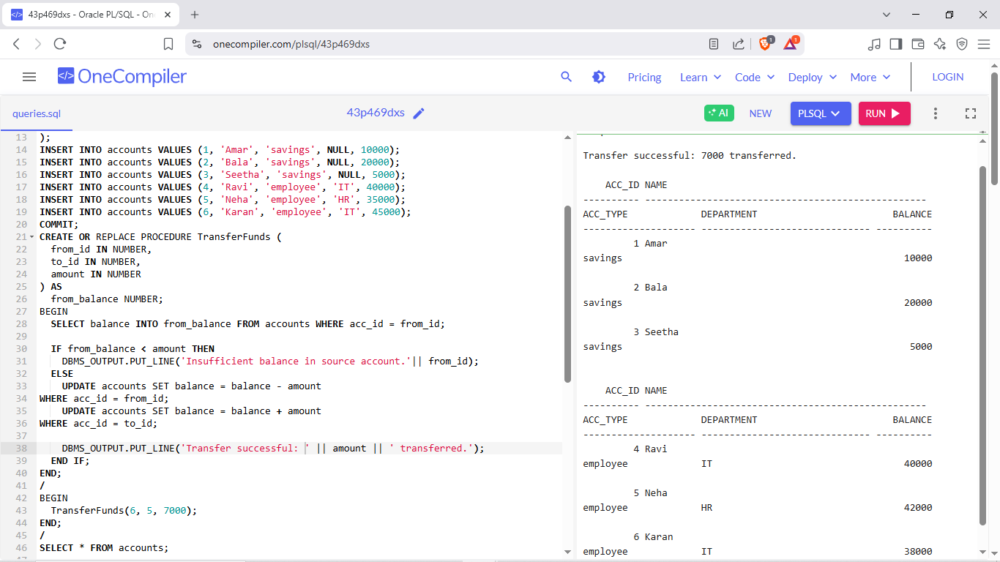 43p469dxs - Oracle PL/SQL - On
onecompiler.com/plsql/43p469dxs
1
1
</> OneCompiler
Pricing
Learn
Code
Deploy
More
LOGIN
queries.sql
43p469dxs
AI
NEW
PLSQL
RUN
13 );
14 INSERT INTO accounts VALUES (1, 'Amar', 'savings', NULL, 10000);
15 INSERT INTO accounts VALUES (2, 'Bala', 'savings', NULL, 20000);
16 INSERT INTO accounts VALUES (3, 'Seetha', 'savings', NULL, 5000);
17 INSERT INTO accounts VALUES (4, 'Ravi', 'employee', 'IT', 40000);
18 INSERT INTO accounts VALUES (5, 'Neha', 'employee', 'HR', 35000);
19 INSERT INTO accounts VALUES (6, 'Karan', 'employee', 'IT', 45000);
20 COMMIT;
21 CREATE OR REPLACE PROCEDURE TransferFunds (
22   from_id IN NUMBER,
23   to_id IN NUMBER,
24   amount IN NUMBER
25 ) AS
26   from_balance NUMBER;
27 BEGIN
28   SELECT balance INTO from_balance FROM accounts WHERE acc_id = from_id;
29
30   IF from_balance < amount THEN
31     DBMS_OUTPUT.PUT_LINE('Insufficient balance in source account.'|| from_id);
32   ELSE
33     UPDATE accounts SET balance = balance - amount
34 WHERE acc_id = from_id;
35     UPDATE accounts SET balance = balance + amount
36 WHERE acc_id = to_id;
37
38     DBMS_OUTPUT.PUT_LINE('Transfer successful: ' || amount || ' transferred.');
39   END IF;
40 END;
41 /
42 BEGIN
43   TransferFunds(6, 5, 7000);
44 END;
45 /
46 SELECT * FROM accounts;
Transfer successful: 7000 transferred.
ACC_ID NAME
---------- --------------------------------------------------
ACC_TYPE DEPARTMENT BALANCE
-------------------- ------------------------------ ----------
1 Amar
savings 10000
2 Bala
savings 20000
3 Seetha
savings 5000
ACC_ID NAME
---------- --------------------------------------------------
ACC_TYPE DEPARTMENT BALANCE
-------------------- ------------------------------ ----------
4 Ravi
employee IT 40000
5 Neha
employee HR 42000
6 Karan
employee IT 38000